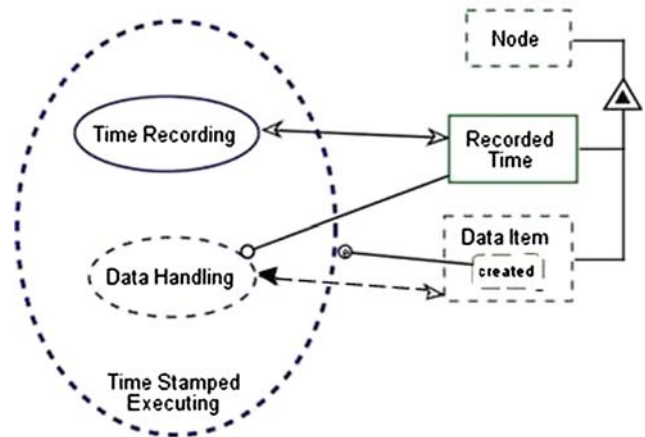 Node
Time Recording
Recorded
Time
Data Item
created
Data Handling
Time Stamped
Executing